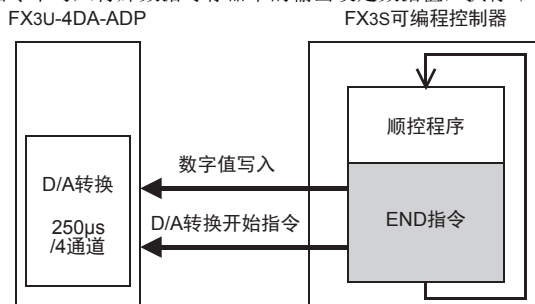 FX3U-4DA-ADP
FX3S可编程控制器
顺控程序
数字值写入
D/A转换
D/A转换开始指令
END指令
250μs
/4通道